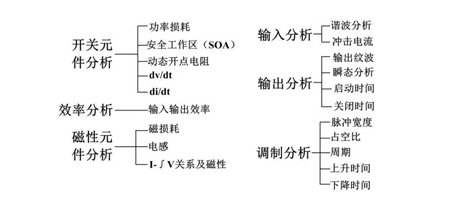 开关元
件分析
功率损耗
安全工作区（SOA）
动态开点电阻
dv/dt
di/dt
效率分析
输入输出效率
磁性元
件分析
磁损耗
电感
I-∫V关系及磁性
输入分析
谐波分析
冲击电流
输出分析
输出纹波
瞬态分析
启动时间
关闭时间
调制分析
脉冲宽度
占空比
周期
上升时间
下降时间